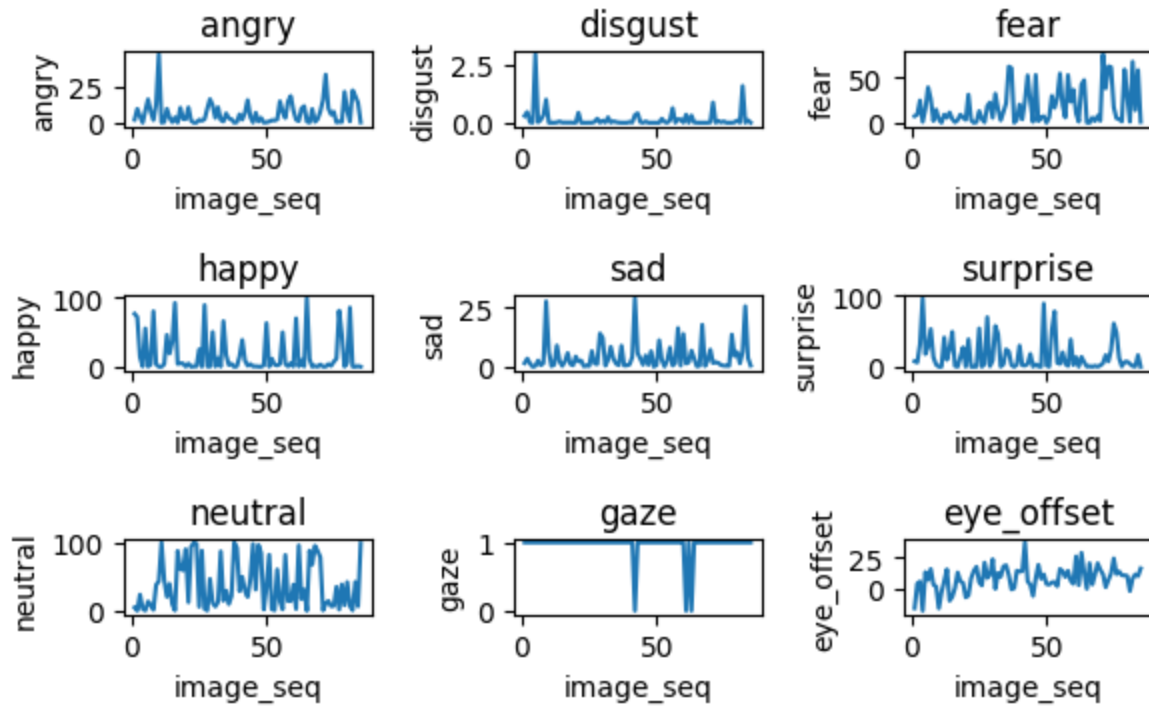 angry disgust fear
angry 25 0 disgust 2.5 0.0 fear 50 0
0 50 0 50 0 50
image_seq image_seq image_seq
happy sad surprise
happy 100 0 sad 25 0 surprise 100 0
0 50 0 50 0 50
image_seq image_seq image_seq
neutral gaze eye_offset
neutral 100 0 gaze 1 0 eye_offset 25 0
0 50 0 50 0 50
image_seq image_seq image_seq